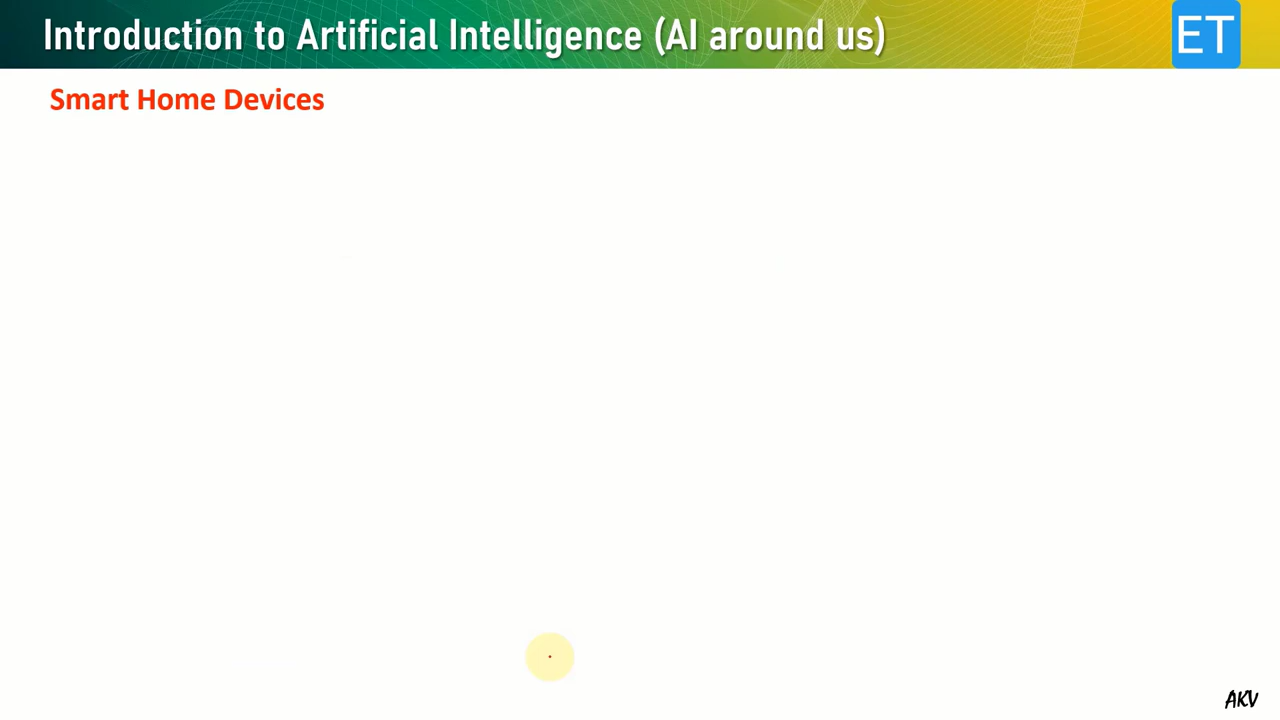 Introduction to Artificial Intelligence (AI around us)
ET
Smart Home Devices
AKV